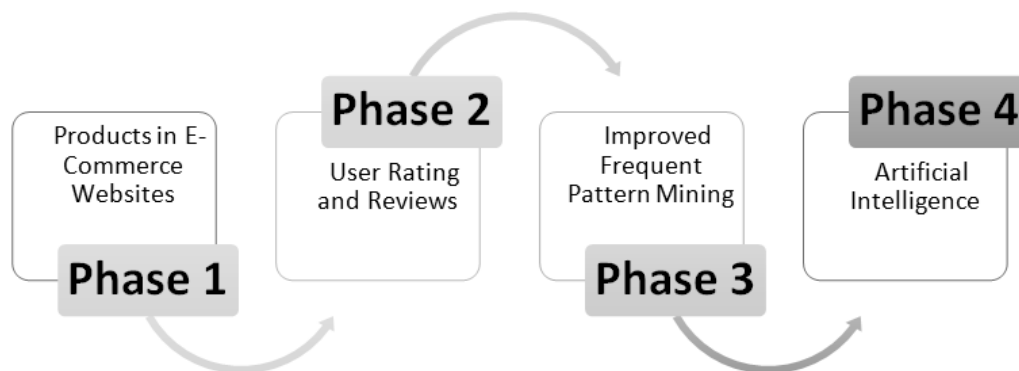 Products in E-
Commerce
Websites
Phase 1
Phase 2
User Rating
and Reviews
Improved
Frequent
Pattern Mining
Phase 3
Phase 4
Artificial
Intelligence